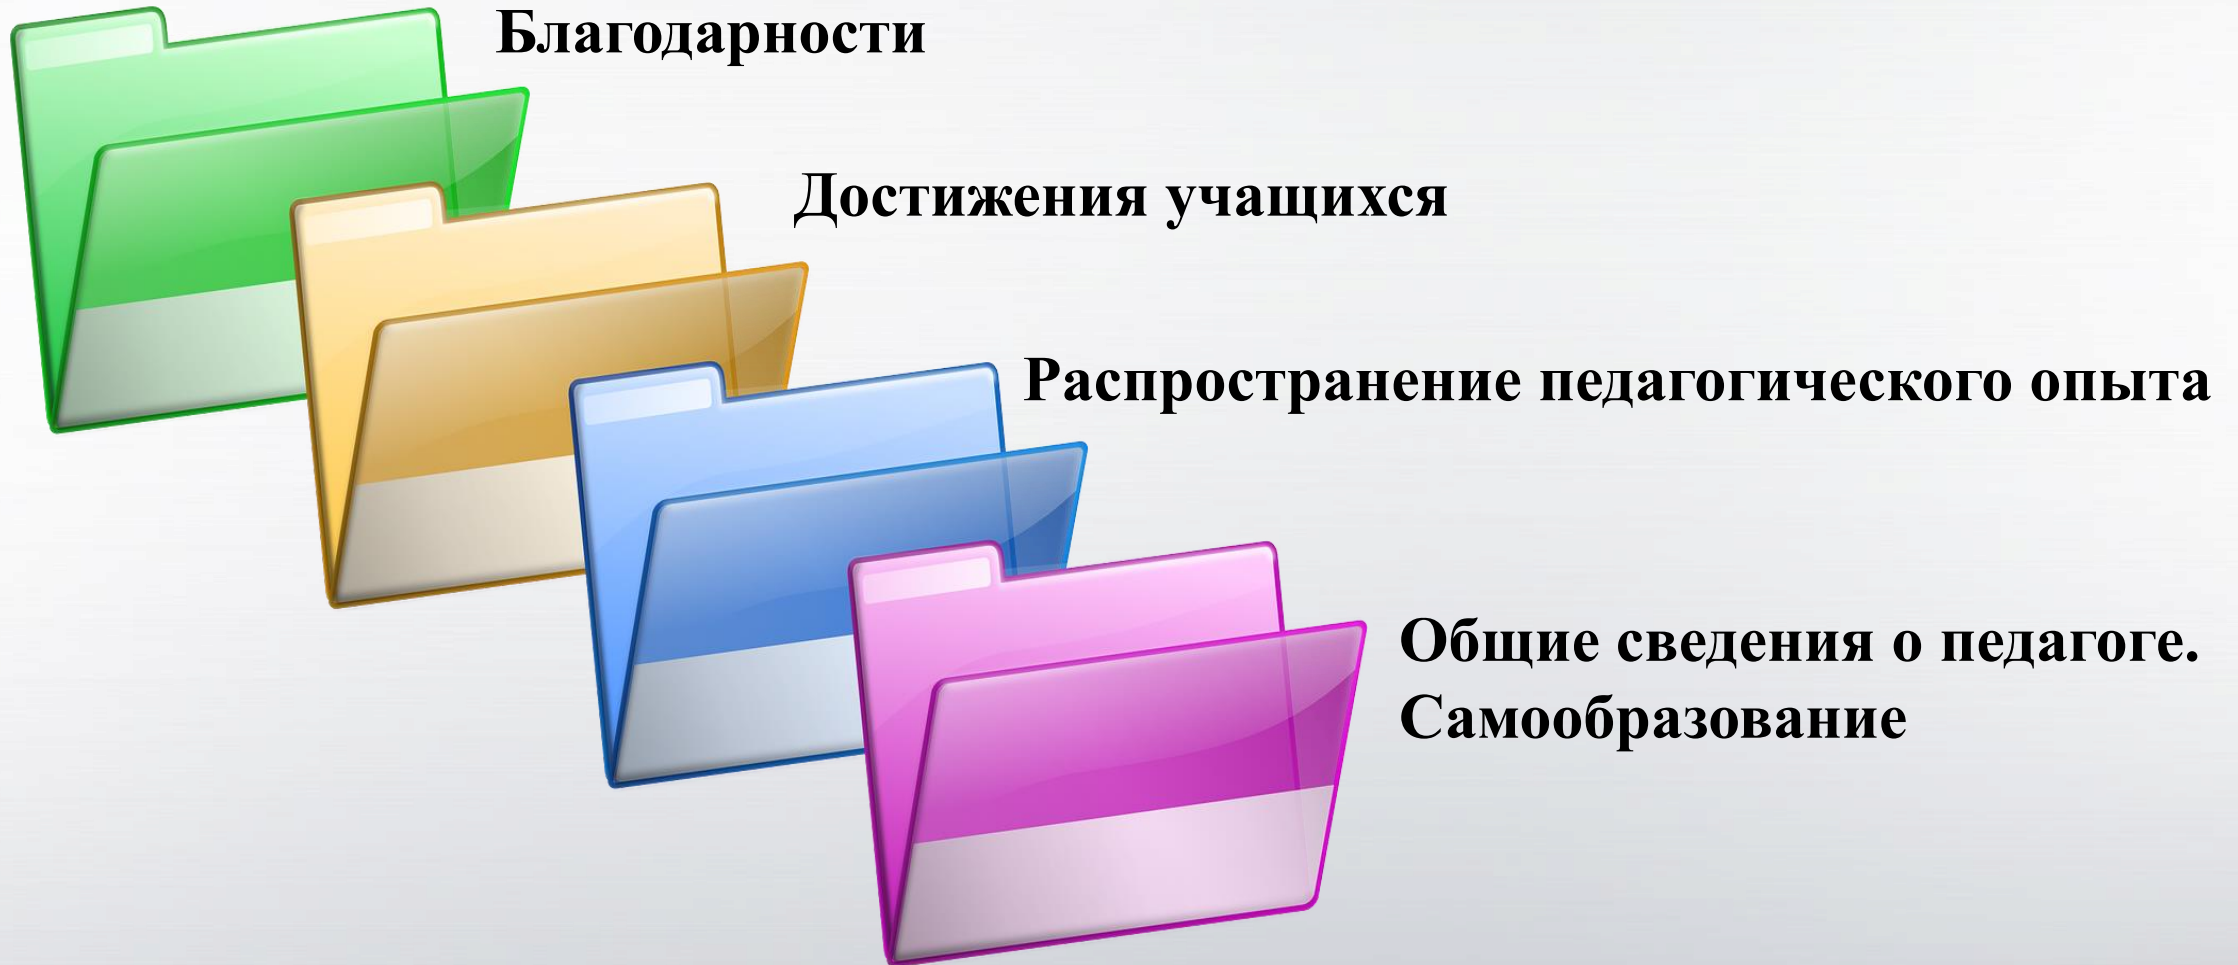 Благодарности
Достижения учащихся
Распространение педагогического опыта
Общие сведения о педагоге.
Самообразование